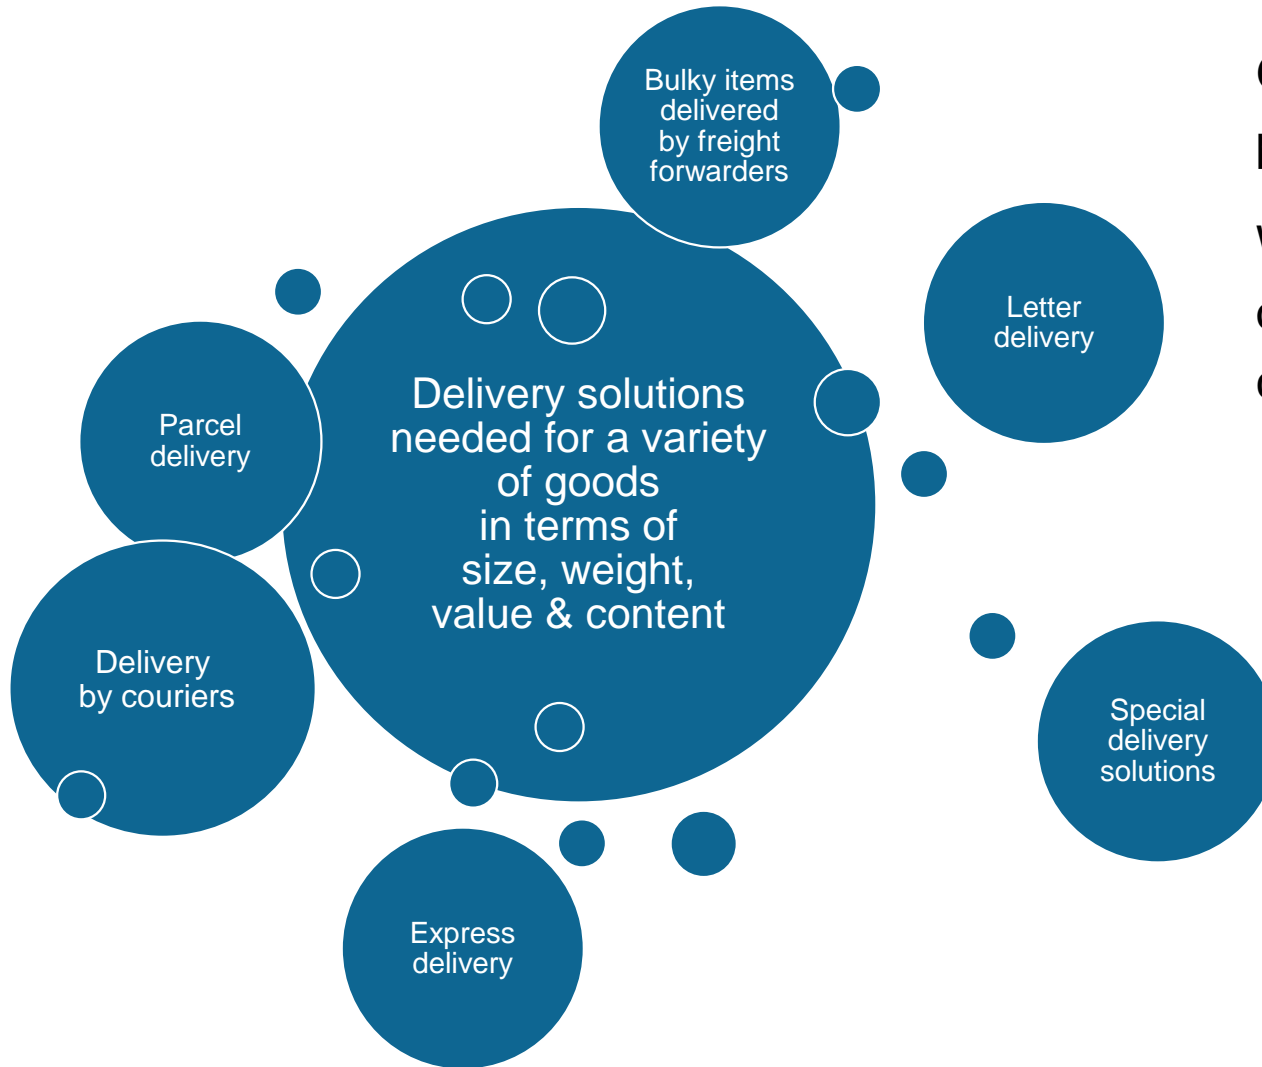 Bulky items
delivered
by freight
forwarders
Letter
delivery
Delivery solutions
needed for a variety
of goods
in terms of
size, weight,
value & content
Parcel
delivery
Delivery
by couriers
Special
delivery
solutions
Express
delivery